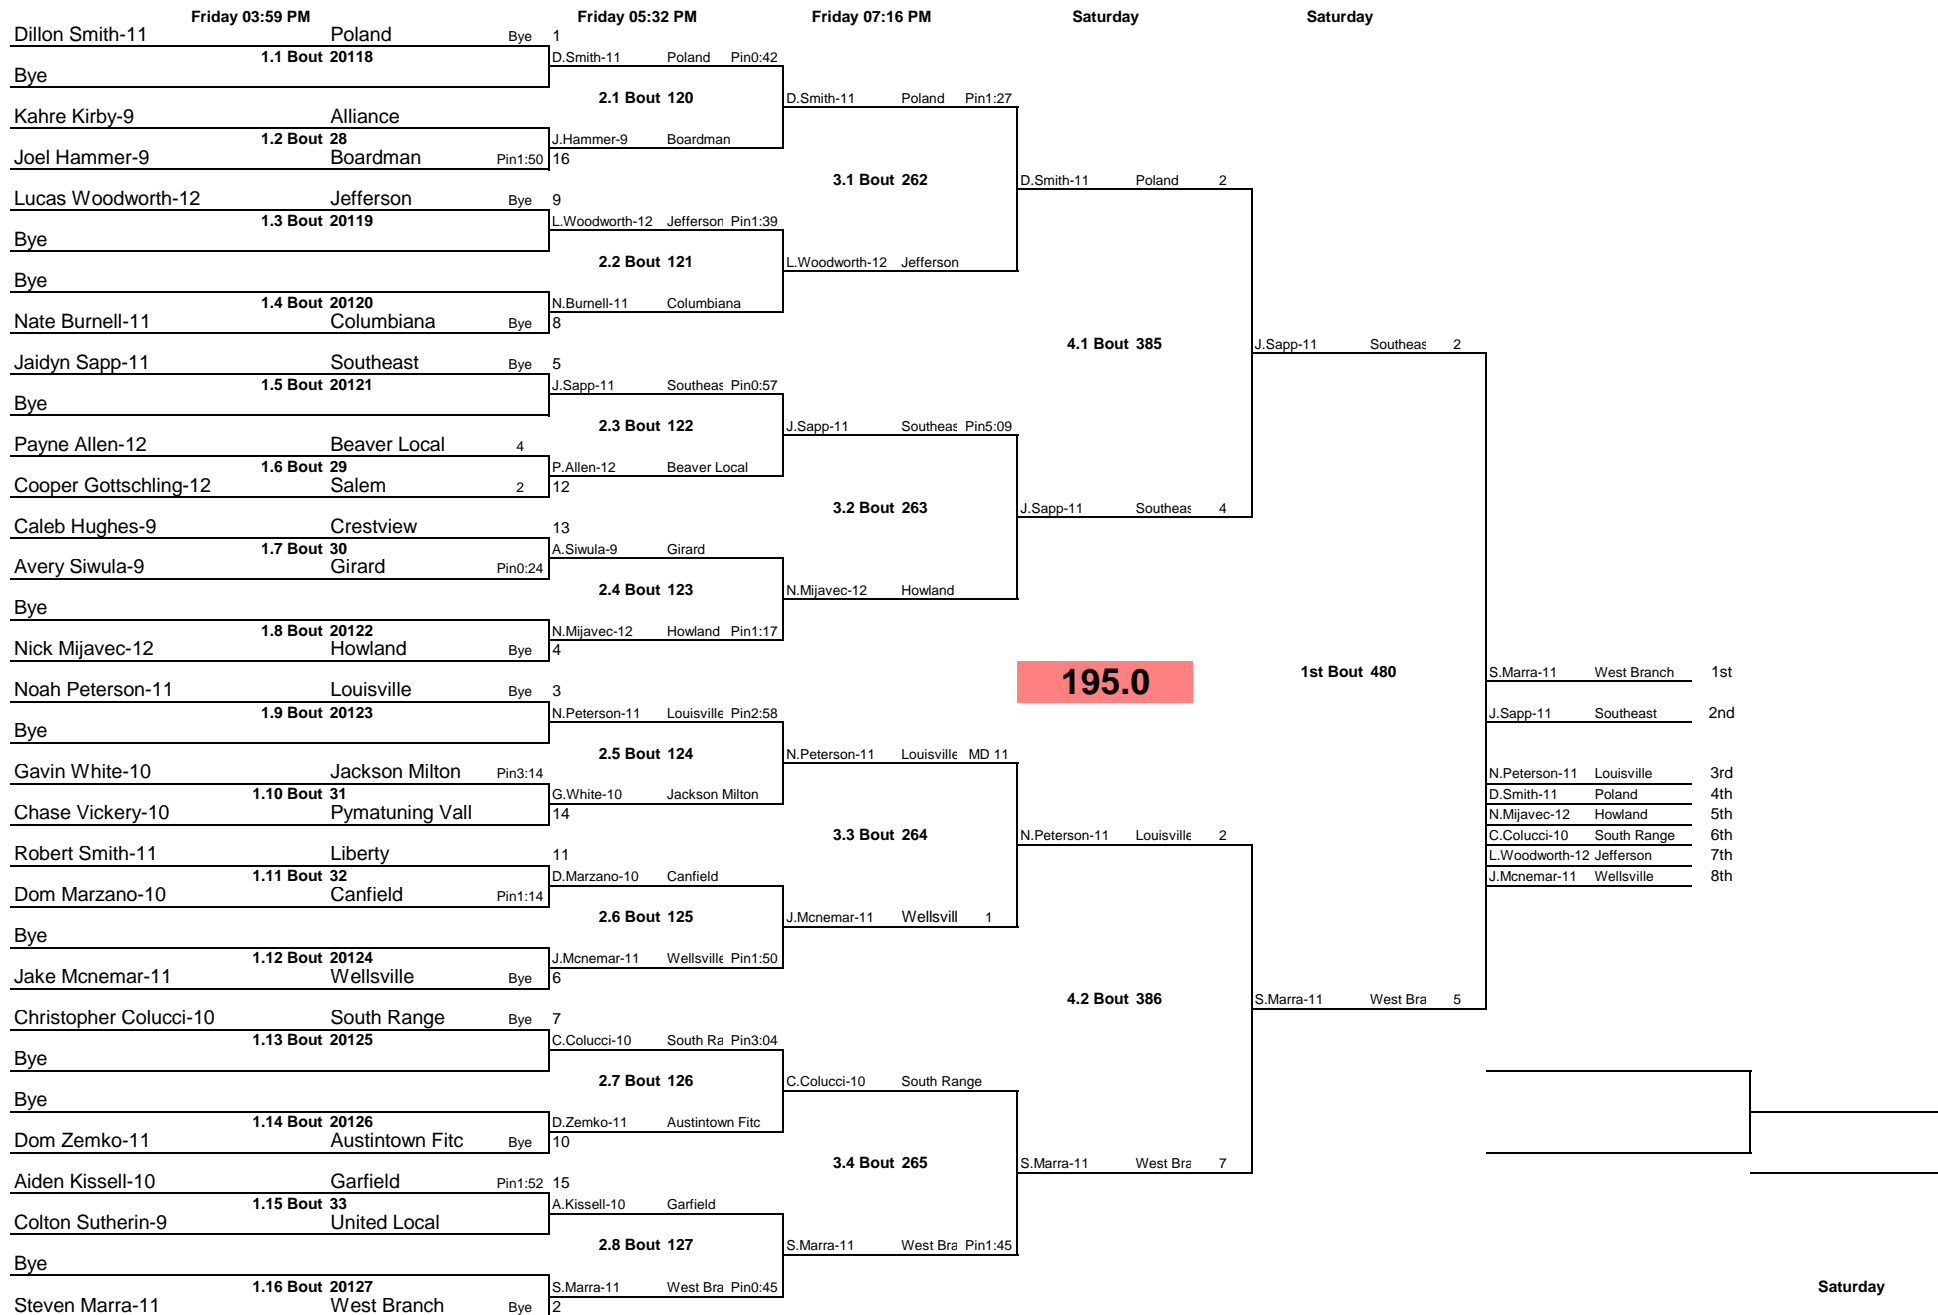 Friday 03:59 PM Friday 05:32 PM Friday 07:16 PM Saturday Saturday
Dillon Smith-11 Poland Bye 1
1.1 Bout 20118
D.Smith-11 Poland Pin0:42
Bye
2.1 Bout 120
D.Smith-11 Poland Pin1:27
Kahre Kirby-9 Alliance
1.2 Bout 28
J.Hammer-9 Boardman
Joel Hammer-9 Boardman Pin1:50 16
3.1 Bout 262
D.Smith-11 Poland 2
Lucas Woodworth-12 Jefferson Bye 9
1.3 Bout 20119
L.Woodworth-12 Jefferson Pin1:39
Bye
2.2 Bout 121
L.Woodworth-12 Jefferson
Bye
1.4 Bout 20120
N.Burnell-11 Columbiana
Nate Burnell-11 Columbiana Bye 8
4.1 Bout 385
J.Sapp-11 Southeas 2
Jaidyn Sapp-11 Southeast Bye 5
1.5 Bout 20121
J.Sapp-11 Southeas Pin0:57
Bye
2.3 Bout 122
J.Sapp-11 Southeas Pin5:09
Payne Allen-12 Beaver Local 4
1.6 Bout 29
P.Allen-12 Beaver Local
Cooper Gottschling-12 Salem 2 12
3.2 Bout 263
J.Sapp-11 Southeas 4
Caleb Hughes-9 Crestview 13
1.7 Bout 30
A.Siwula-9 Girard
Avery Siwula-9 Girard Pin0:24
2.4 Bout 123
N.Mijavec-12 Howland
Bye
1.8 Bout 20122
N.Mijavec-12 Howland Pin1:17
Nick Mijavec-12 Howland Bye 4
195.0
1st Bout 480
S.Marra-11 West Branch 1st
Noah Peterson-11 Louisville Bye 3
1.9 Bout 20123
N.Peterson-11 Louisville Pin2:58
J.Sapp-11 Southeast 2nd
Bye
2.5 Bout 124
N.Peterson-11 Louisville MD 11
Gavin White-10 Jackson Milton Pin3:14
N.Peterson-11 Louisville 3rd
1.10 Bout 31
G.White-10 Jackson Milton
D.Smith-11 Poland 4th
Chase Vickery-10 Pymatuning Vall 14
N.Mijavec-12 Howland 5th
3.3 Bout 264
N.Peterson-11 Louisville 2
C.Colucci-10 South Range 6th
Robert Smith-11 Liberty 11
L.Woodworth-12 Jefferson 7th
1.11 Bout 32
D.Marzano-10 Canfield
J.Mcnemar-11 Wellsville 8th
Dom Marzano-10 Canfield Pin1:14
2.6 Bout 125
J.Mcnemar-11 Wellsvill 1
Bye
1.12 Bout 20124
J.Mcnemar-11 Wellsville Pin1:50
Jake Mcnemar-11 Wellsville Bye 6
4.2 Bout 386
S.Marra-11 West Bra 5
Christopher Colucci-10 South Range Bye 7
1.13 Bout 20125
C.Colucci-10 South Ra Pin3:04
Bye
2.7 Bout 126
C.Colucci-10 South Range
Bye
1.14 Bout 20126
D.Zemko-11 Austintown Fitc
Dom Zemko-11 Austintown Fitc Bye 10
3.4 Bout 265
S.Marra-11 West Bra 7
Aiden Kissell-10 Garfield Pin1:52 15
1.15 Bout 33
A.Kissell-10 Garfield
Colton Sutherin-9 United Local
2.8 Bout 127
S.Marra-11 West Bra Pin1:45
Bye
1.16 Bout 20127
S.Marra-11 West Bra Pin0:45
Saturday
Steven Marra-11 West Branch Bye 2